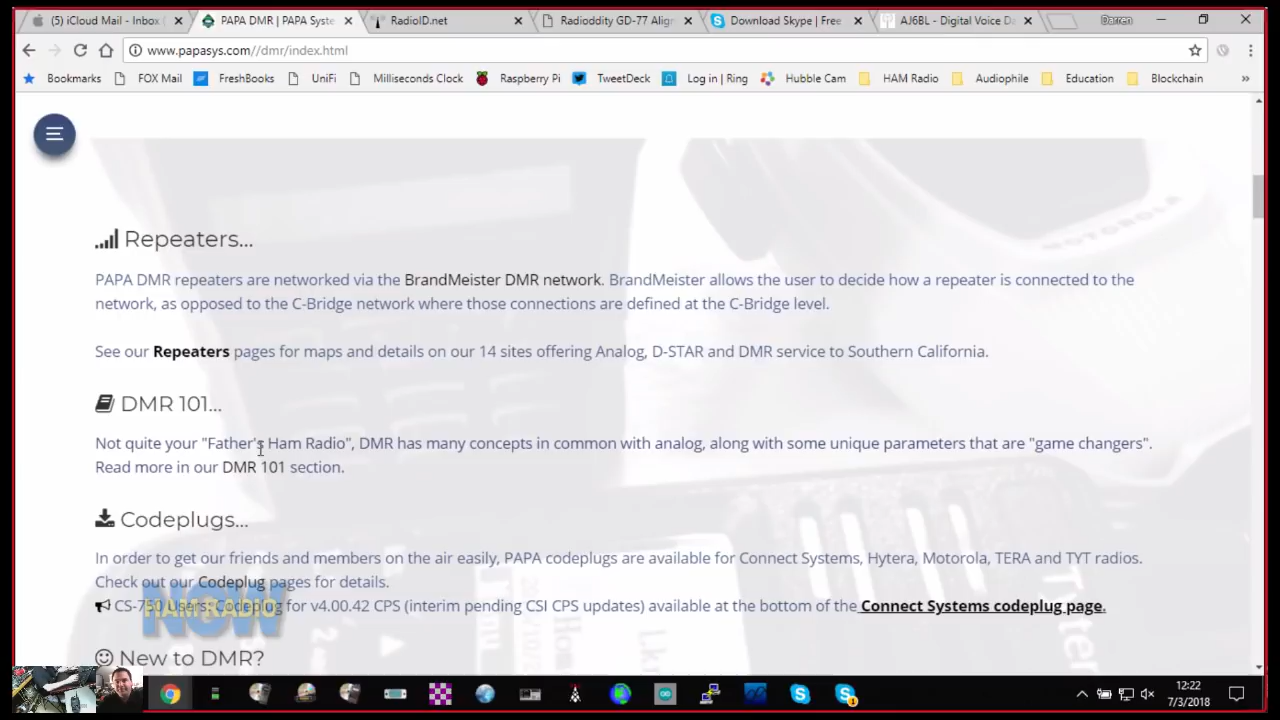 (5) iCloud Mail - Inbox (
PAPA DMR | PAPA Syste
RadioID.net
Radioddity GD-77 Align
Download Skype | Free
AJ6BL - Digital Voice Da
Darren
www.papasys.com//dmr/index.html
Bookmarks
FOX Mail
FreshBooks
UniFi
Milliseconds Clock
Raspberry Pi
TweetDeck
Log in | Ring
Hubble Cam
HAM Radio
Audiophile
Education
Blockchain
»
MOTOROLA
Repeaters...
PAPA DMR repeaters are networked via the BrandMeister DMR network. BrandMeister allows the user to decide how a repeater is connected to the
network, as opposed to the C-Bridge network where those connections are defined at the C-Bridge level.
See our Repeaters pages for maps and details on our 14 sites offering Analog, D-STAR and DMR service to Southern California.
DMR 101...
Not quite your "Father's Ham Radio", DMR has many concepts in common with analog, along with some unique parameters that are "game changers".
Read more in our DMR 101 section.
Codeplugs...
In order to get our friends and members on the air easily, PAPA codeplugs are available for Connect Systems, Hytera, Motorola, TERA and TYT radios.
Check out our Codeplug pages for details.
CS-750 Users: Codeplug for v4.00.42 CPS (interim pending CSI CPS updates) available at the bottom of the Connect Systems codeplug page.
HAM RADIO
NOW
New to DMR?
12:22
7/3/2018